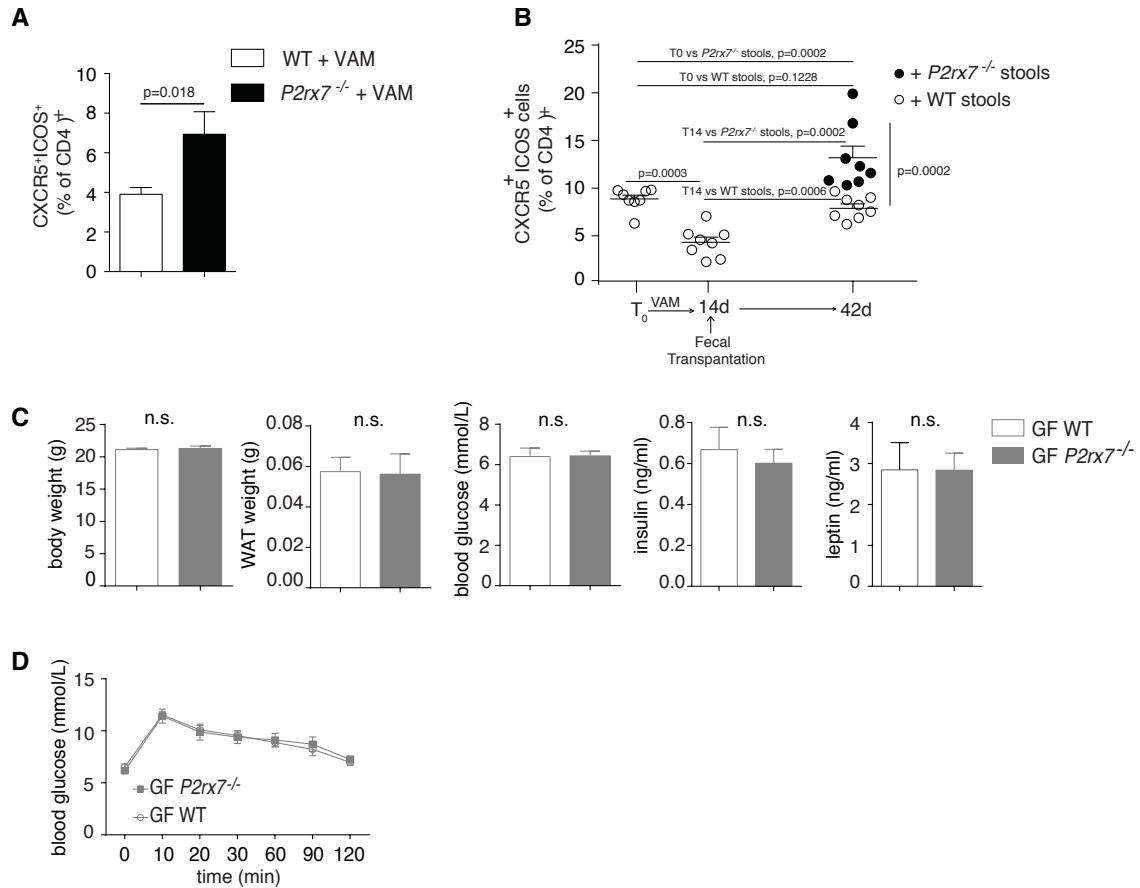 A
WT + VAM
P2rx7 -/- + VAM
p=0.018
CXCR5+ICOS+
(% of CD4 )+
10
8
6
4
2
0
B
25
20
15
10
5
0
+ +
CXCR5 ICOS cells
(% of CD4 )+
T0 vs P2rx7-/- stools, p=0.0002
T0 vs WT stools, p=0.1228
T14 vs P2rx7-/- stools, p=0.0002
p=0.0003
T14 vs WT stools, p=0.0006
p=0.0002
+ P2rx7 -/- stools
+ WT stools
T0 VAM 14d 42d
Fecal
Transpantation
C
n.s.
body weight (g)
25
20
15
10
5
0
n.s.
WAT weight (g)
0.08
0.06
0.04
0.02
0.00
n.s.
blood glucose (mmol/L)
8
6
4
2
0
n.s.
insulin (ng/ml)
0.8
0.6
0.4
0.2
0.0
n.s.
leptin (ng/ml)
4
3
2
1
0
GF WT
GF P2rx7-/-
D
blood glucose (mmol/L)
15
10
5
0
GF P2rx7-/-
GF WT
0 10 20 30 60 90 120
time (min)